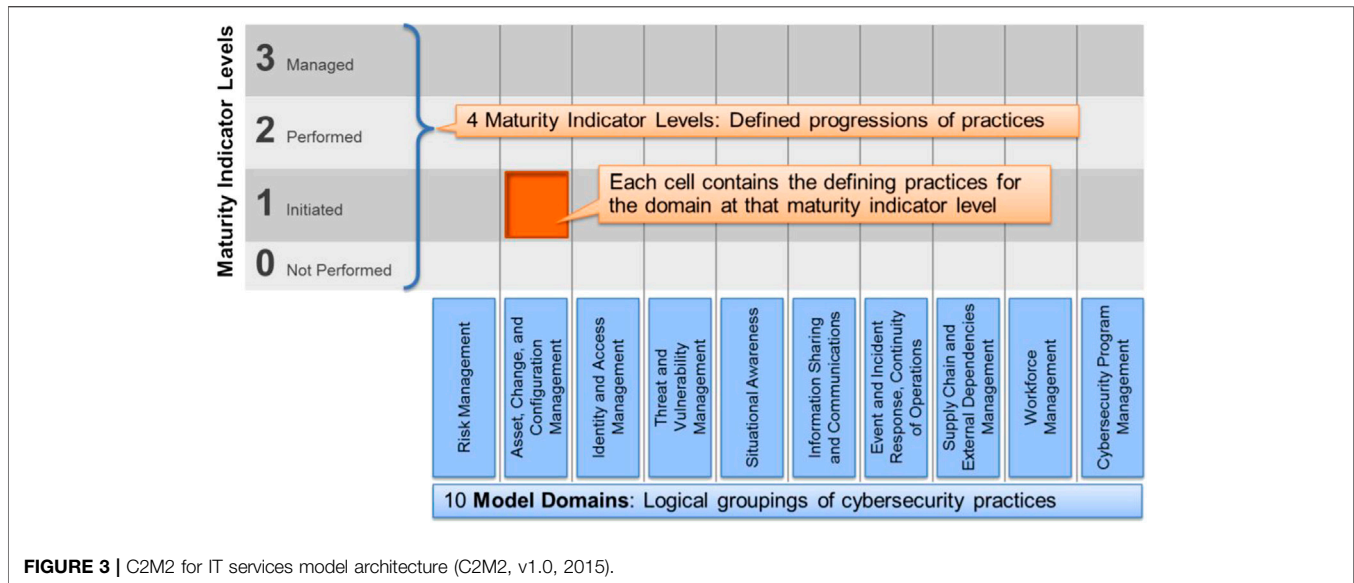 Maturity Indicator Levels
3 Managed
2 Performed
1 Initiated
0 Not Performed
4 Maturity Indicator Levels: Defined progressions of practices
Each cell contains the defining practices for
the domain at that maturity indicator level
Risk Management
Asset, Change, and
Configuration
Management
Identity and Access
Management
Threat and
Vulnerability
Management
Situational Awareness
Information Sharing
and Communications
Event and Incident
Response, Continuity
of Operations
Supply Chain and
External Dependencies
Management
Workforce
Management
Cybersecurity Program
Management
10 Model Domains: Logical groupings of cybersecurity practices
FIGURE 3 | C2M2 for IT services model architecture (C2M2, v1.0, 2015).